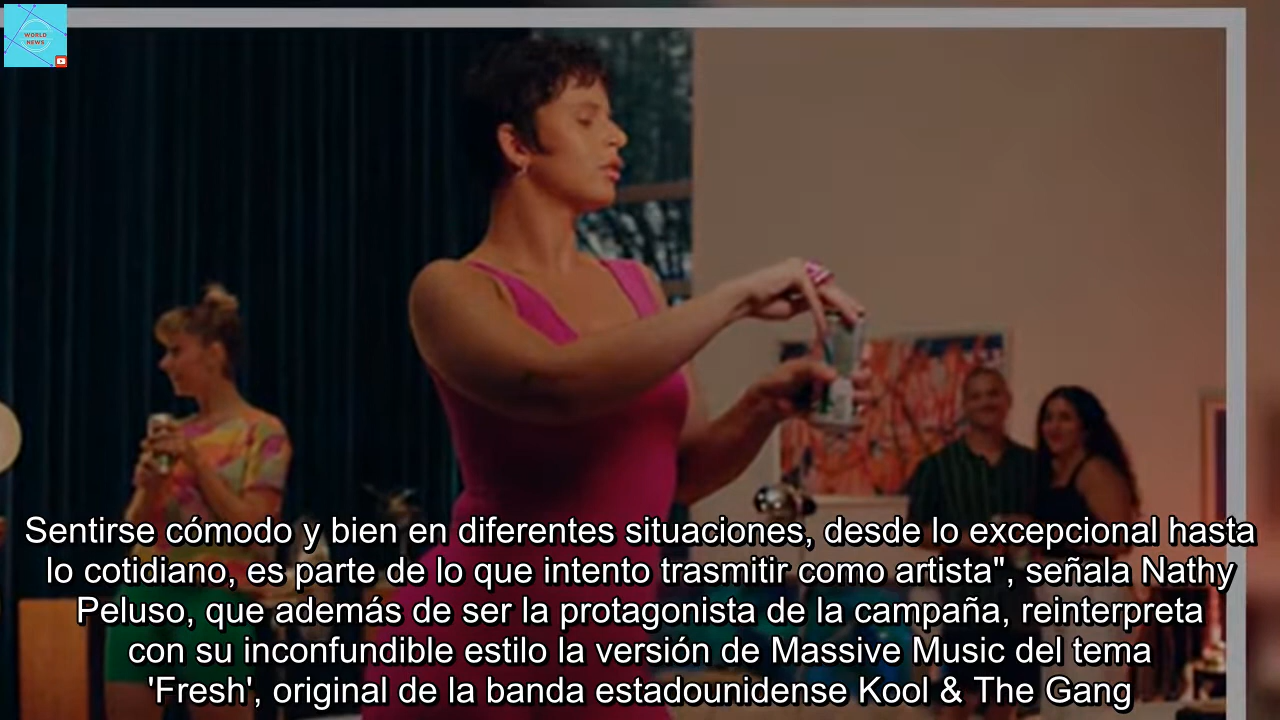 WORLD
NEWS
Sentirse cómodo y bien en diferentes situaciones, desde lo excepcional hasta
lo cotidiano, es parte de lo que intento trasmitir como artista", señala Nathy
Peluso, que además de ser la protagonista de la campaña, reinterpreta
con su inconfundible estilo la versión de Massive Music del tema
'Fresh', original de la banda estadounidense Kool & The Gang